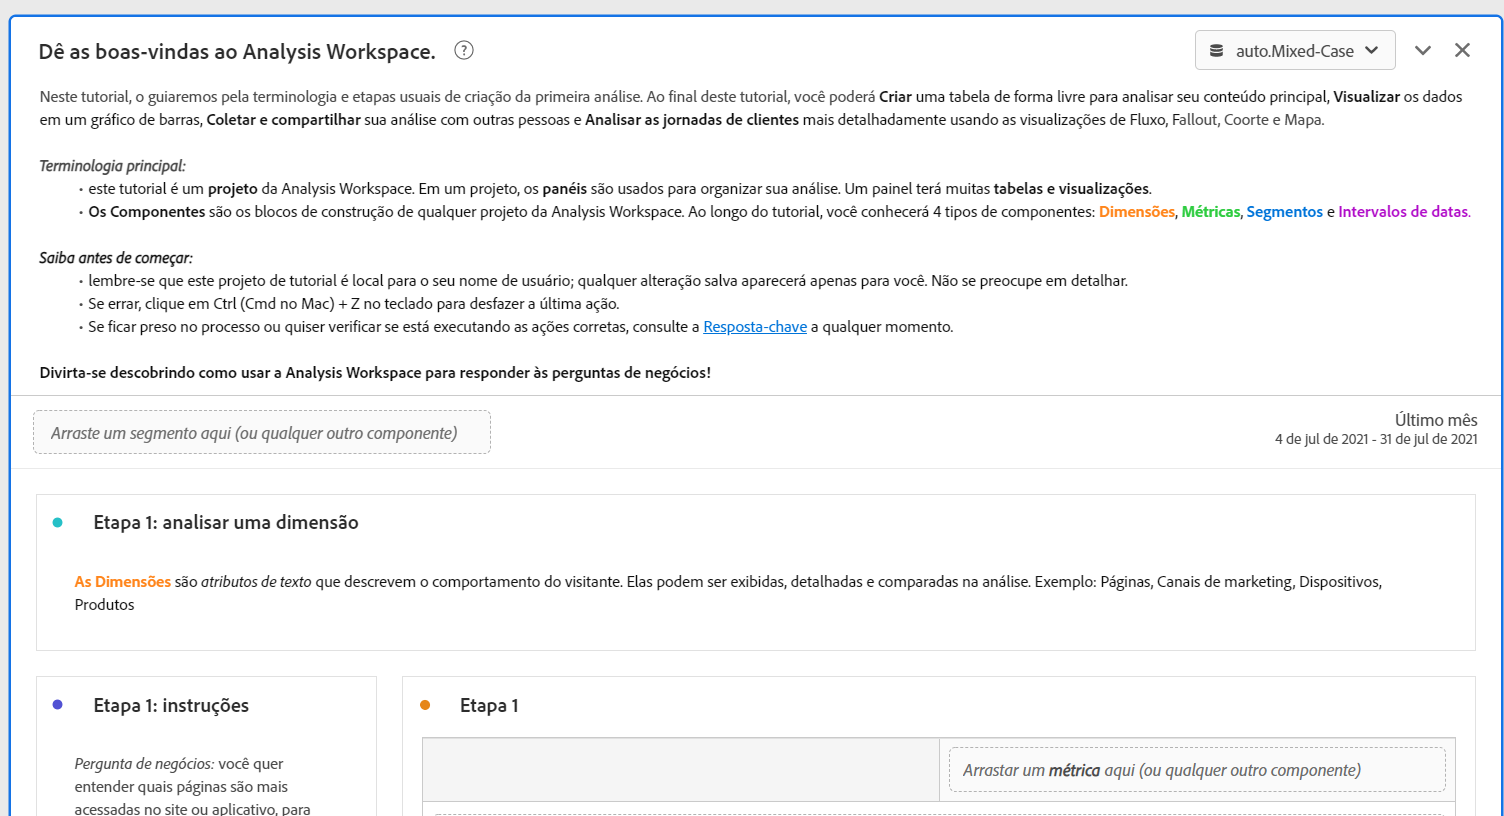 Dê as boas-vindas ao Analysis Workspace. ?
auto.Mixed-Case
Neste tutorial, o guiaremos pela terminologia e etapas usuais de criação da primeira análise. Ao final deste tutorial, você poderá Criar uma tabela de forma livre para analisar seu conteúdo principal, Visualizar os dados
em um gráfico de barras, Coletar e compartilhar sua análise com outras pessoas e Analisar as jornadas de clientes mais detalhadamente usando as visualizações de Fluxo, Fallout, Coorte e Mapa.
Terminologia principal:
• este tutorial é um projeto da Analysis Workspace. Em um projeto, os panéis são usados para organizar sua análise. Um painel terá muitas tabelas e visualizações.
• Os Componentes são os blocos de construção de qualquer projeto da Analysis Workspace. Ao longo do tutorial, você conhecerá 4 tipos de componentes: Dimensões, Métricas, Segmentos e Intervalos de datas.
Saiba antes de começar:
• lembre-se que este projeto de tutorial é local para o seu nome de usuário; qualquer alteração salva aparecerá apenas para você. Não se preocupe em detalhar.
• Se errar, clique em Ctrl (Cmd no Mac) + Z no teclado para desfazer a última ação.
• Se ficar preso no processo ou quiser verificar se está executando as ações corretas, consulte a Resposta-chave a qualquer momento.
Divirta-se descobrindo como usar a Analysis Workspace para responder às perguntas de negócios!
Arraste um segmento aqui (ou qualquer outro componente)
Último mês
4 de jul de 2021 - 31 de jul de 2021
Etapa 1: analisar uma dimensão
As Dimensões são atributos de texto que descrevem o comportamento do visitante. Elas podem ser exibidas, detalhadas e comparadas na análise. Exemplo: Páginas, Canais de marketing, Dispositivos,
Produtos
Etapa 1: instruções
Pergunta de negócios: você quer
entender quais páginas são mais
acessadas no site ou aplicativo, para
Etapa 1
Arrastar um métrica aqui (ou qualquer outro componente)